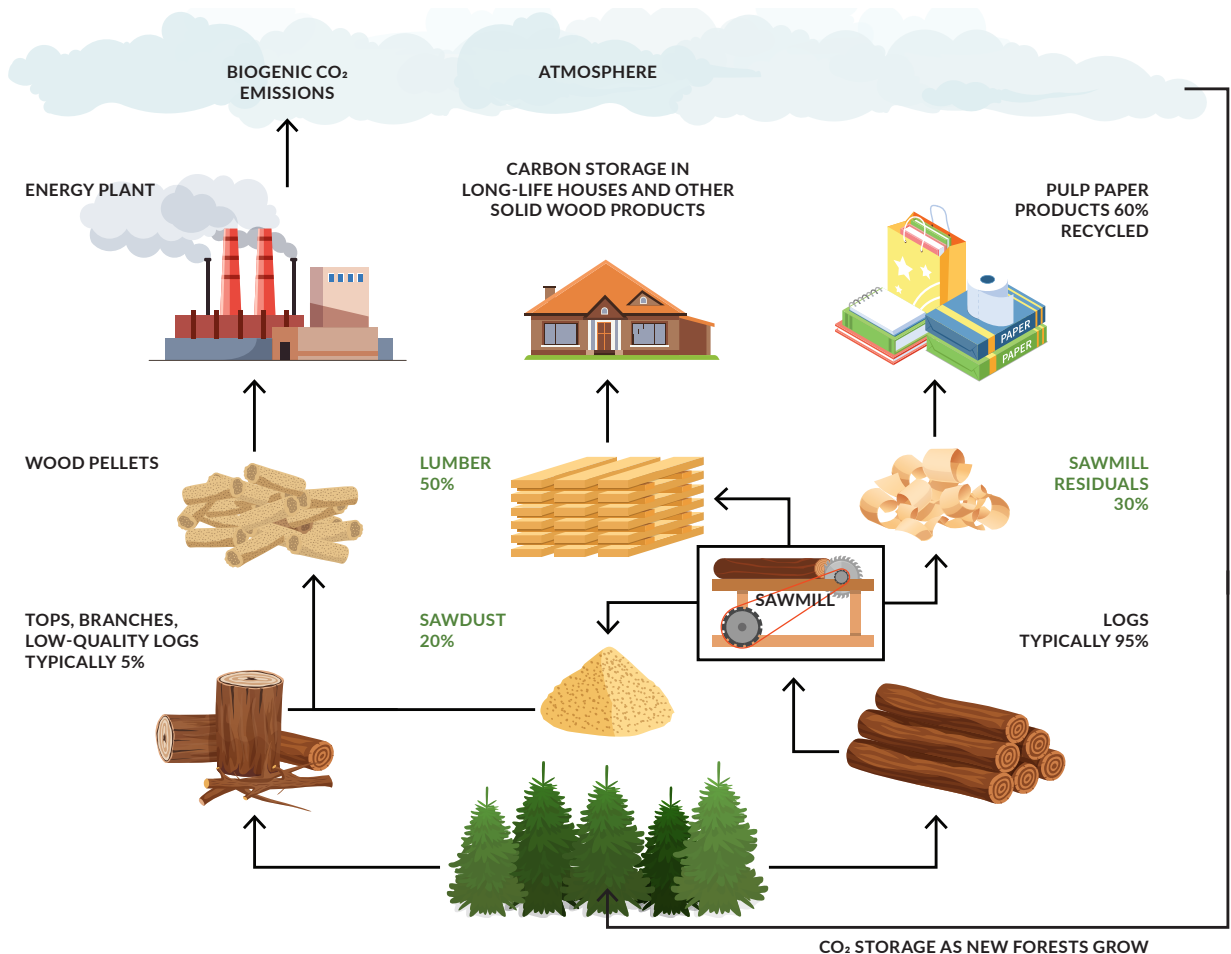 BIOGENIC CO₂
EMISSIONS
ATMOSPHERE
ENERGY PLANT
CARBON STORAGE IN
LONG-LIFE HOUSES AND OTHER
SOLID WOOD PRODUCTS
PULP PAPER
PRODUCTS 60%
RECYCLED
PAPER
PAPER
WOOD PELLETS
LUMBER
50%
SAWMILL
RESIDUALS
30%
SAWMILL
TOPS, BRANCHES,
LOW-QUALITY LOGS
TYPICALLY 5%
SAWDUST
20%
LOGS
TYPICALLY 95%
CO₂ STORAGE AS NEW FORESTS GROW